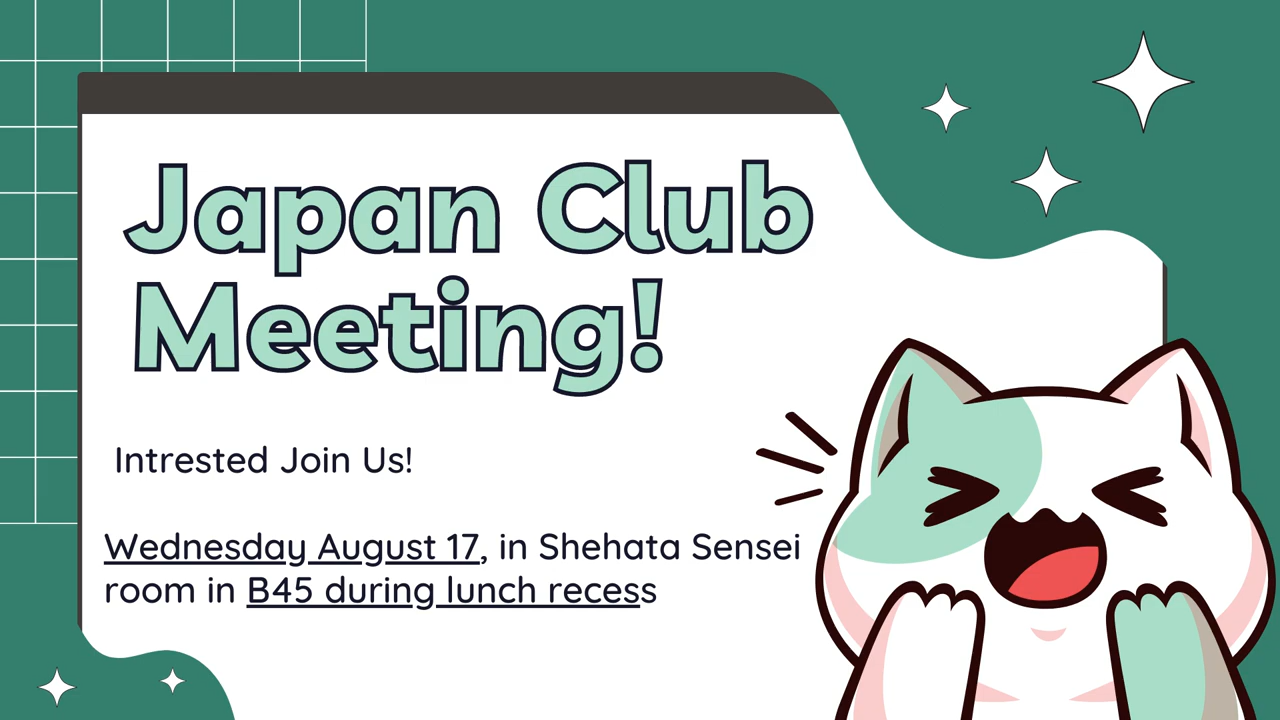 Japan Club
Meeting!
Intrested Join Us!
Wednesday August 17, in Shehata Sensei
room in B45 during lunch recess